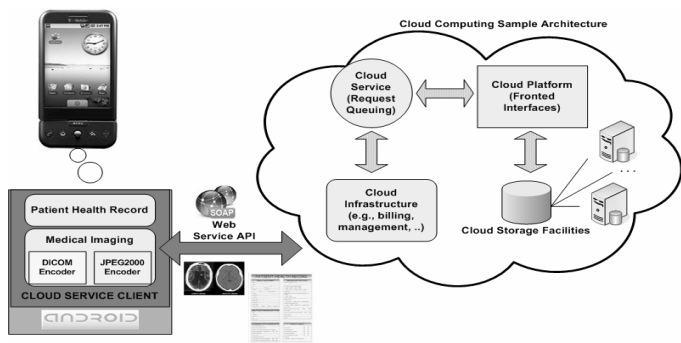 Cloud Computing Sample Architecture
Cloud
Service
(Request
Queuing)
Cloud Platform
(Fronted
Interfaces)
Cloud
Infrastructure
(e.g., billing,
management, ..)
. . .
Cloud Storage Facilities
Patient Health Record
Medical Imaging
DICOM
Encoder
JPEG2000
Encoder
CLOUD SERVICE CLIENT
ANDROID
SOAP
Web
Service API